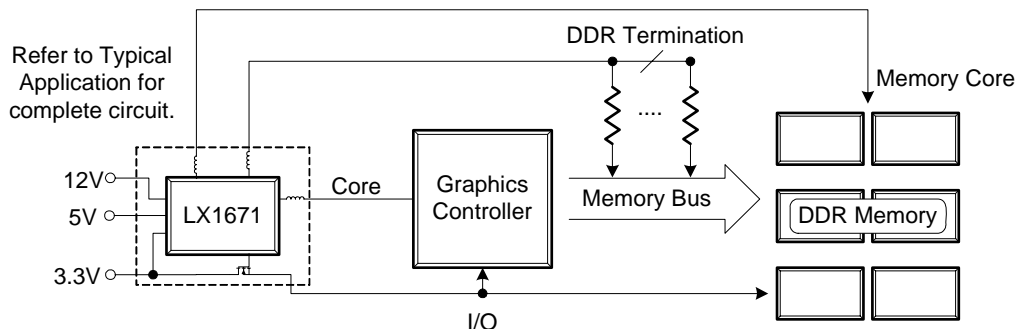 DDR Termination
Refer to Typical
Application for
complete circuit.
Memory Core
....
12V
5V
3.3V
LX1671
Core
Graphics
Controller
Memory Bus
DDR Memory
I/O